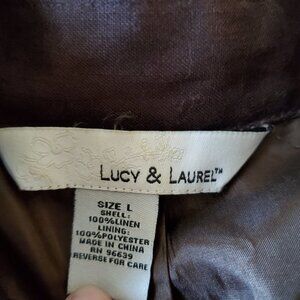 LUCY & LAUREL™
SIZE L
SHELL:
100%LINEN
LINING:
100%POLYESTER
MADE IN CHINA
RN 96639
REVERSE FOR CARE